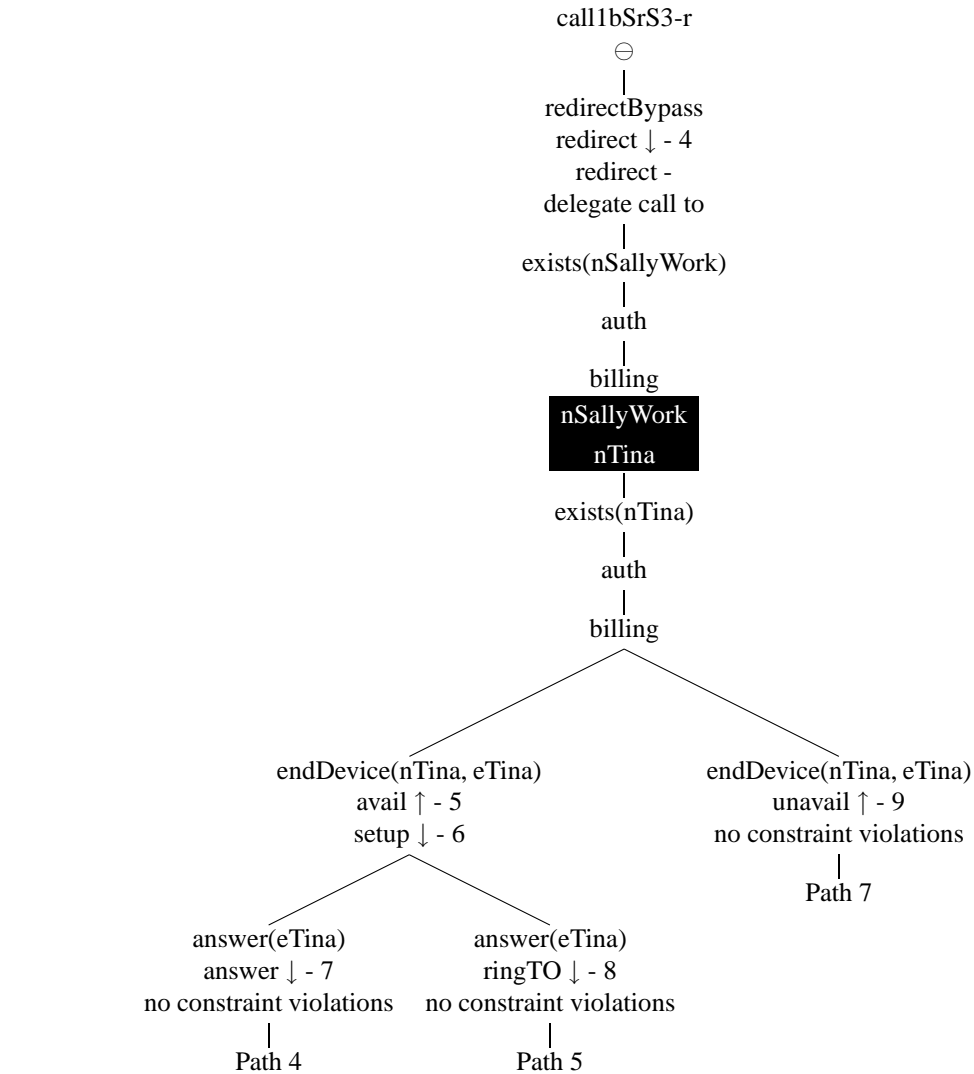 call1bSrS3-r
⊖
redirectBypass
redirect ↓ - 4
redirect -
delegate call to
exists(nSallyWork)
auth
billing
nSallyWork
nTina
exists(nTina)
auth
billing
endDevice(nTina, eTina)
avail ↑ - 5
setup ↓ - 6
endDevice(nTina, eTina)
unavail ↑ - 9
no constraint violations
Path 7
answer(eTina)
answer ↓ - 7
no constraint violations
Path 4
answer(eTina)
ringTO ↓ - 8
no constraint violations
Path 5